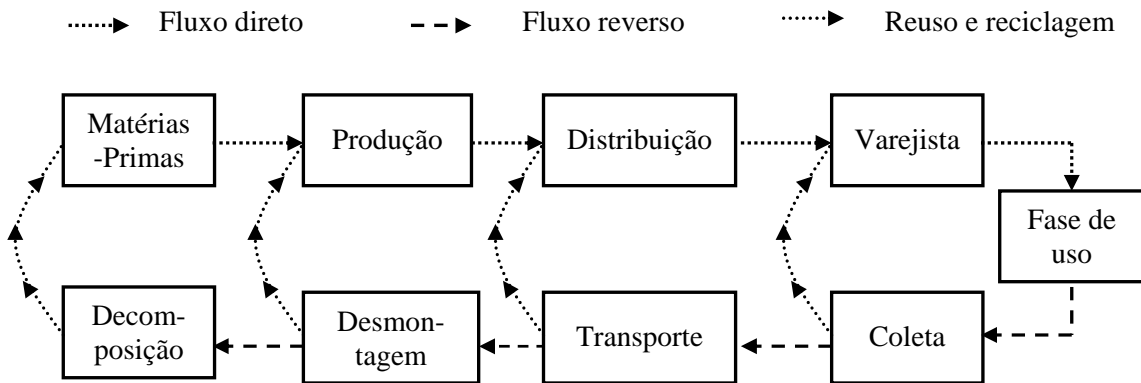 Fluxo direto
Fluxo reverso
Reuso e reciclagem
Matérias
-Primas
Produção
Distribuição
Varejista
Fase de
uso
Decom-
posição
Desmon-
tagem
Transporte
Coleta